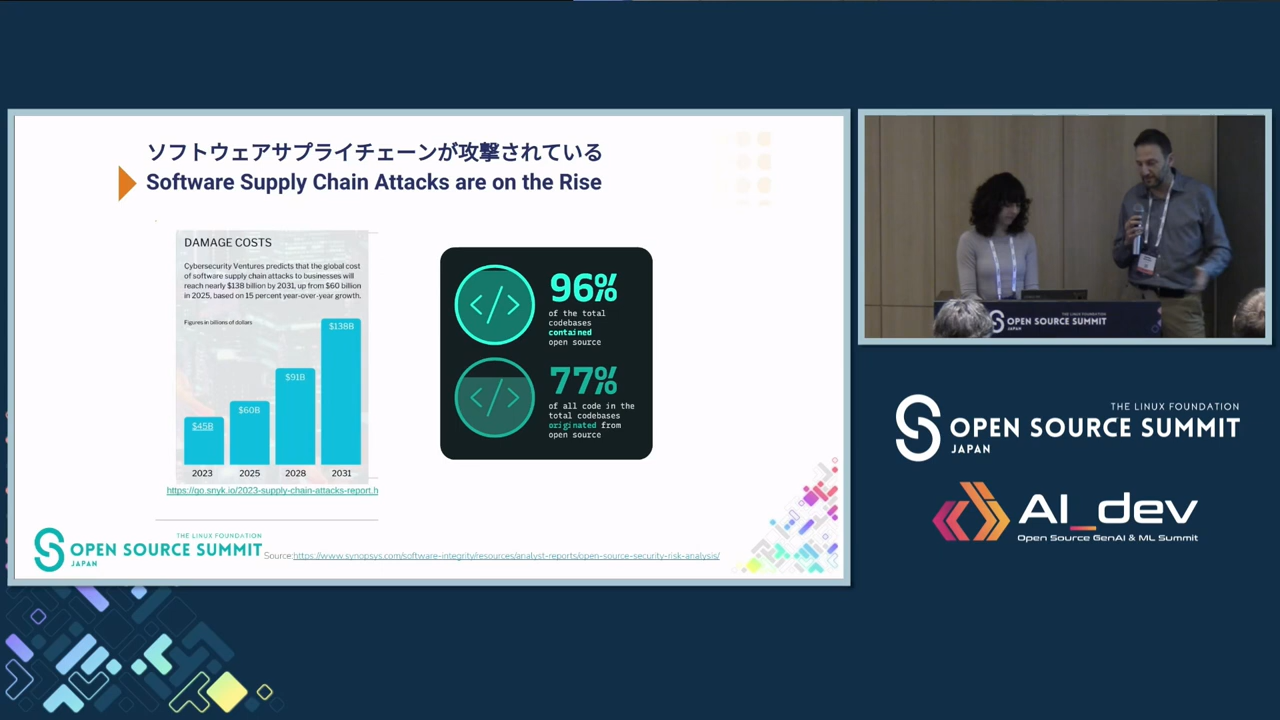 ソフトウェアサプライチェーンが攻撃されている
Software Supply Chain Attacks are on the Rise
DAMAGE COSTS
Cybersecurity Ventures predicts that the global cost
of software supply chain attacks to businesses will
reach nearly $138 billion by 2031, up from $60 billion
in 2025, based on 15 percent year-over-year growth.
Figures in billions of dollars
$45B
$60B
$91B
$138B
2023
2025
2028
2031
https://go.snyk.io/2023-supply-chain-attacks-report.h
96%
of the total
codebases
contained
open source
77%
of all code in the
total codebases
originated from
open source
THE LINUX FOUNDATION
OPEN SOURCE SUMMIT
JAPAN
Source:https://www.synopsys.com/software-integrity/resources/analyst-reports/open-source-security-risk-analysis/
THE LINUX FOUNDATION
OPEN SOURCE SUMMIT
JAPAN
THE LINUX FOUNDATION
OPEN SOURCE SUMMIT
JAPAN
AI_dev
Open Source GenAI & ML Summit